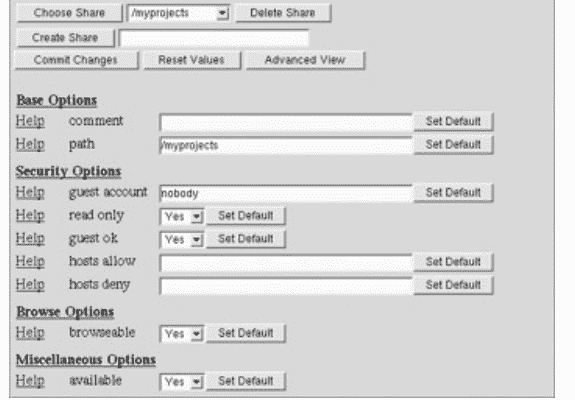 Choose Share /myprojects Delete Share
Create Share
Commit Changes Reset Values Advanced View
Base Options
Help comment Set Default
Help path /myprojects Set Default
Security Options
Help guest account nobody Set Default
Help read only Yes Set Default
Help guest ok Yes Set Default
Help hosts allow Set Default
Help hosts deny Set Default
Browse Options
Help browseable Yes Set Default
Miscellaneous Options
Help available Yes Set Default